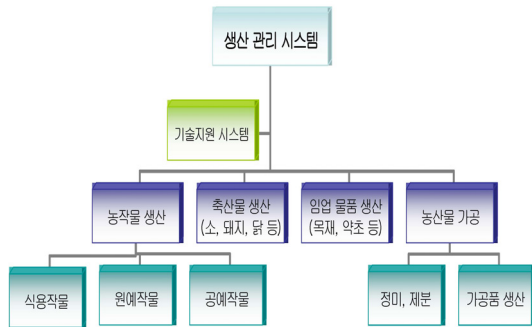 생산 관리 시스템
기술지원 시스템
농작물 생산
축산물 생산
(소, 돼지, 닭 등)
임업 물품 생산
(목재, 약초 등)
농산물 가공
식용작물
원예작물
공예작물
정미, 제분
가공품 생산